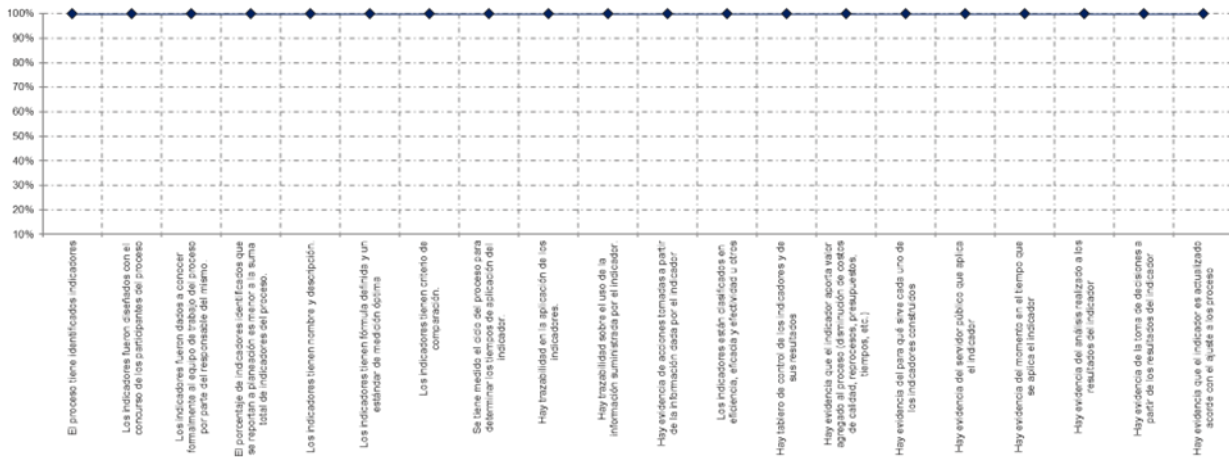 100%
90%
80%
70%
60%
50%
40%
30%
20%
10%
El proceso tiene identificados indicadores
Los indicadores fueron diseñados con el
concurso de los participantes del proceso
Los indicadores fueron dados a conocer
formalmente al equipo de trabajo del proceso
por parte del responsable del mismo.
El porcentaje de indicadores identificados que
se reportan a planeación es menor a la suma
total de indicadores del proceso.
Los indicadores tienen nombre y descripción.
Los indicadores tienen fórmula definida y un
estándar de medición óptima
Los indicadores tienen criterio de
comparación.
Se tiene medido el ciclo del proceso para
determinar los tiempos de aplicación del
indicador.
Hay trazabilidad en la aplicación de los
indicadores.
Hay trazabilidad sobre el uso de la
información suministrada por el indicador
Hay evidencia de acciones tomadas a partir
de la información dada por el indicador
Los indicadores están clasificados en
eficiencia, eficacia y efectividad u otros
Hay tablero de control de los indicadores y de
sus resultados
Hay evidencia que el indicador aporta valor
agregado al proceso (disminución de costos
de calidad, reprocesos, presupuestos,
tiempos, etc.)
Hay evidencia del para qué sirve cada uno de
los indicadores construidos
Hay evidencia del servidor público que aplica
el indicador
Hay evidencia del momento en el tiempo que
se aplica el indicador
Hay evidencia del análisis realizado a los
resultados del indicador
Hay evidencia de la toma de decisiones a
partir de los resultados del indicador
Hay evidencia que el indicador es actualizado
acorde con el ajuste a los proceso